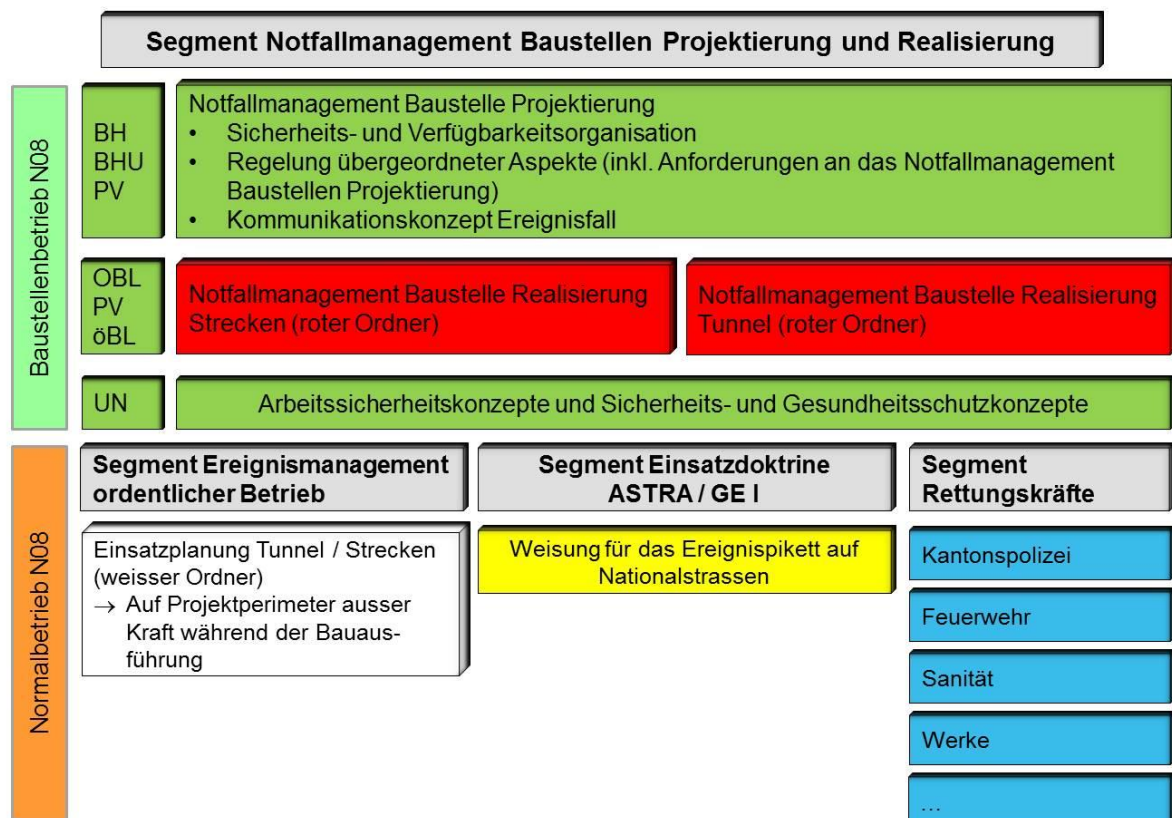 Segment Notfallmanagement Baustellen Projektierung und Realisierung
Baustellenbetrieb N08
BH
BHU
PV
Notfallmanagement Baustelle Projektierung
• Sicherheits- und Verfügbarkeitsorganisation
• Regelung übergeordneter Aspekte (inkl. Anforderungen an das Notfallmanagement
Baustellen Projektierung)
• Kommunikationskonzept Ereignisfall
OBL
PV
öBL
Notfallmanagement Baustelle Realisierung
Strecken (roter Ordner)
Notfallmanagement Baustelle Realisierung
Tunnel (roter Ordner)
UN
Arbeitssicherheitskonzepte und Sicherheits- und Gesundheitsschutzkonzepte
Normalbetrieb N08
Segment Ereignismanagement
ordentlicher Betrieb
Einsatzplanung Tunnel / Strecken
(weisser Ordner)
→ Auf Projektperimeter ausser
Kraft während der Bauaus-
führung
Segment Einsatzdoktrine
ASTRA / GE I
Weisung für das Ereignispikett auf
Nationalstrassen
Segment
Rettungskräfte
Kantonspolizei
Feuerwehr
Sanität
Werke
...